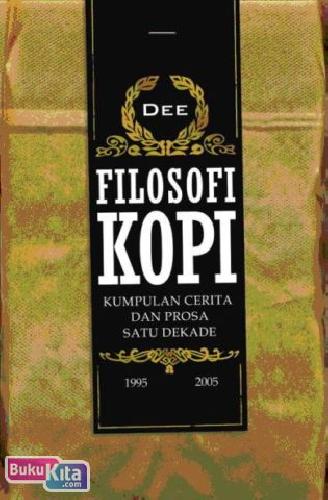 DEE
FILOSOFI
KOPI
KUMPULAN CERITA
DAN PROSA
SATU DEKADE
1995 2005
BukuKita
.com